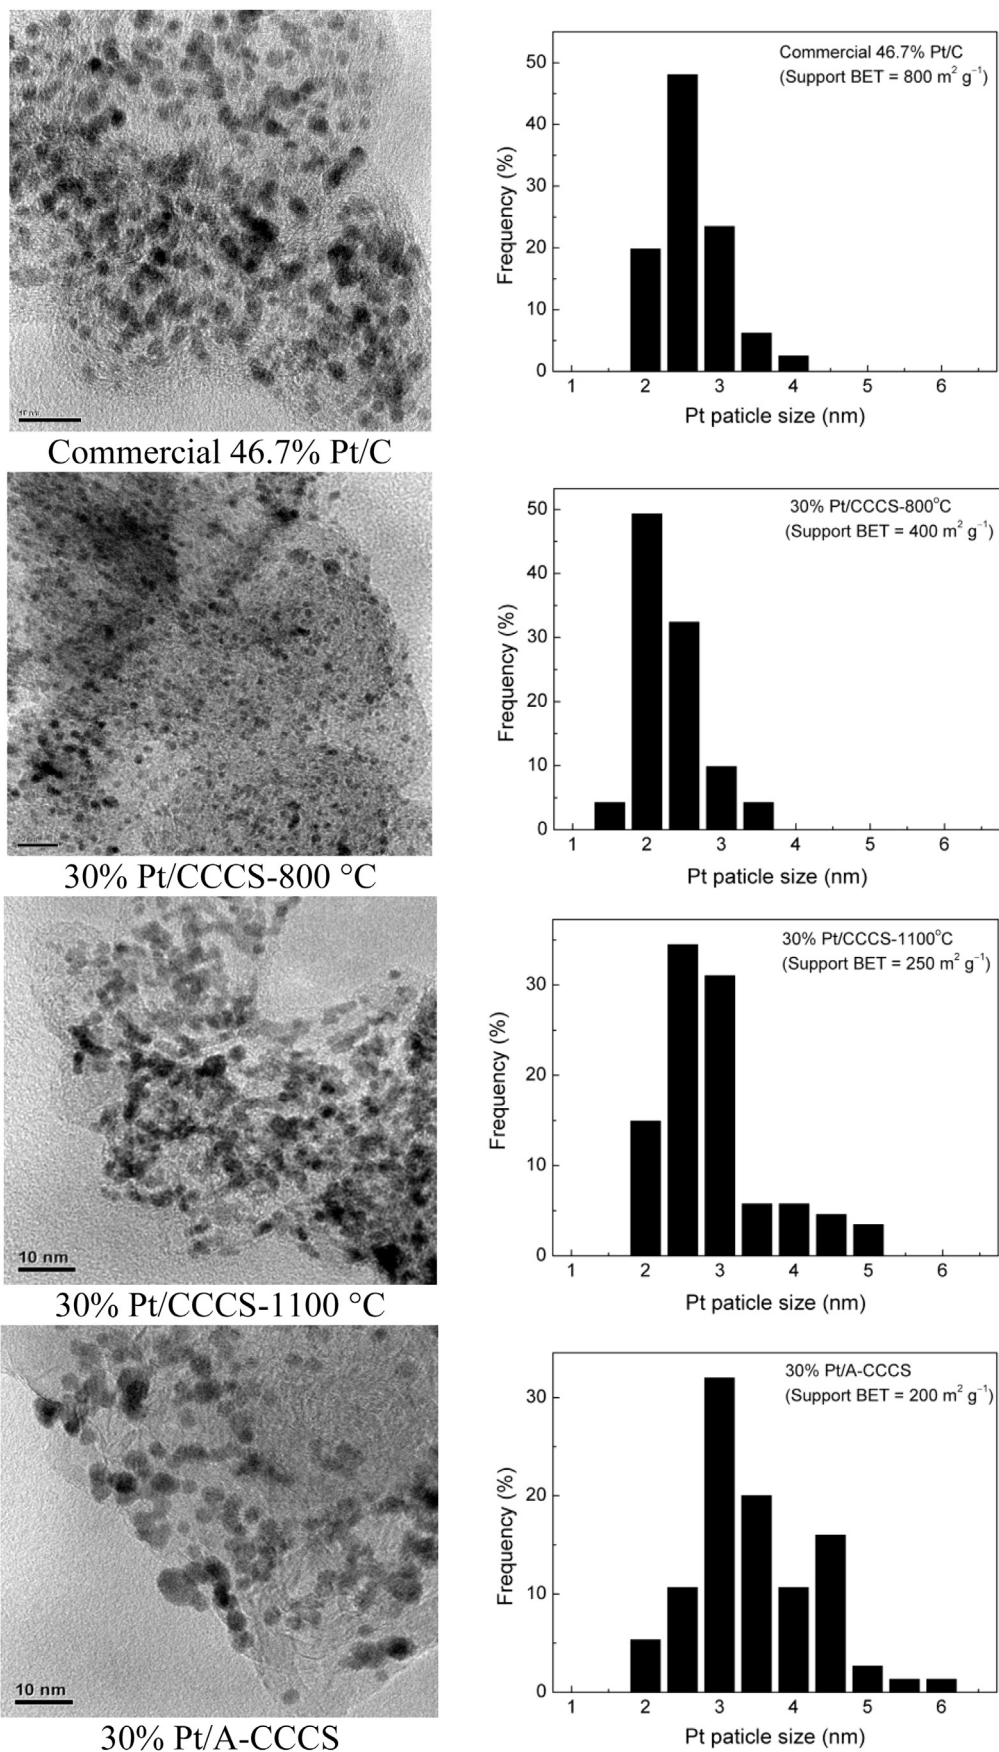 Commercial 46.7% Pt/C
(Support BET = 800 m² g⁻¹)
Frequency (%)
50
40
30
20
10
0
1 2 3 4 5 6
Pt paticle size (nm)
10 nm
Commercial 46.7% Pt/C
30% Pt/CCCS-800°C
(Support BET = 400 m² g⁻¹)
Frequency (%)
50
40
30
20
10
0
1 2 3 4 5 6
Pt paticle size (nm)
30% Pt/CCCS-800 °C
30% Pt/CCCS-1100°C
(Support BET = 250 m² g⁻¹)
Frequency (%)
30
20
10
0
1 2 3 4 5 6
Pt paticle size (nm)
10 nm
30% Pt/CCCS-1100 °C
30% Pt/A-CCCS
(Support BET = 200 m² g⁻¹)
Frequency (%)
30
20
10
0
1 2 3 4 5 6
Pt paticle size (nm)
10 nm
30% Pt/A-CCCS